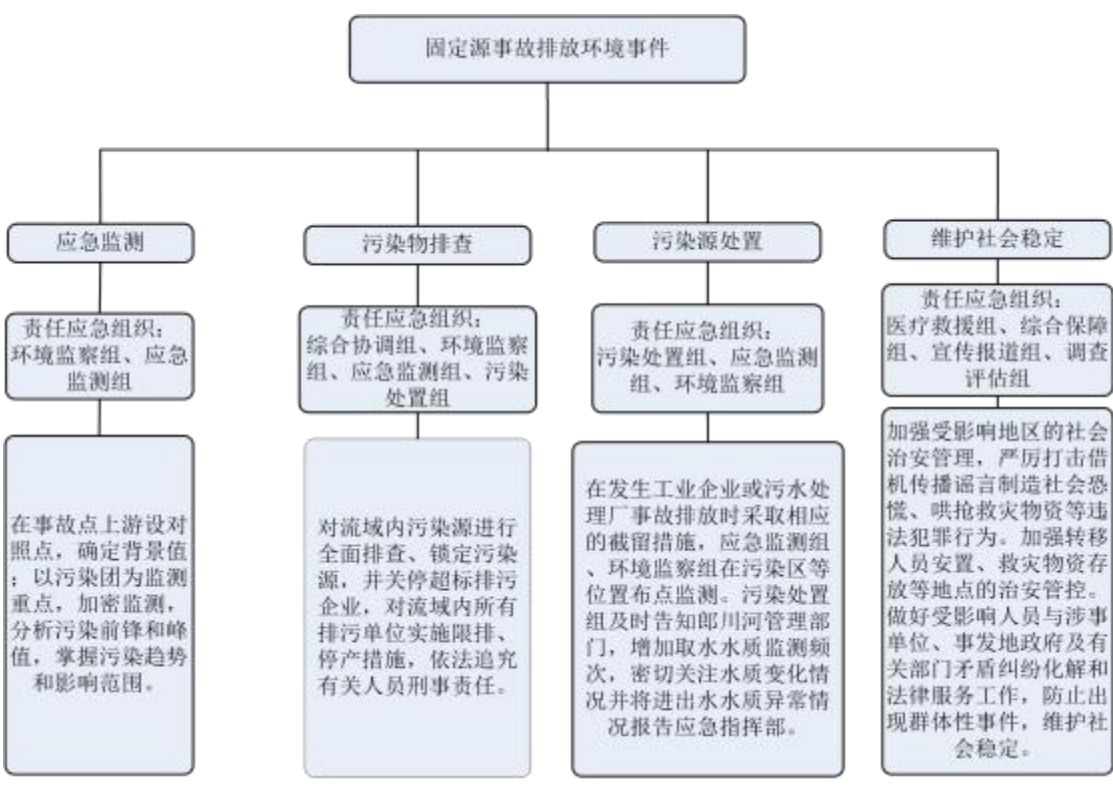 固定源事故排放环境事件
应急监测
责任应急组织：
环境监察组、应急
监测组
在事故点上游设对
照点，确定背景值
；以污染团为监测
重点，加密监测，
分析污染前锋和峰
值，掌握污染趋势
和影响范围。
污染物排查
责任应急组织：
综合协调组、环境监察
组、应急监测组、污染
处置组
对流域内污染源进行
全面排查、锁定污染
源，并关停超标排污
企业，对流域内所有
排污单位实施限排、
停产措施，依法追究
有关人员刑事责任。
污染源处置
责任应急组织：
污染处置组、应急监测
组、环境监察组
在发生工业企业或污水处
理厂事故排放时采取相应
的截留措施，应急监测组
、环境监察组在污染区等
位置布点监测。污染处置
组及时告知郎川河管理部
门，增加取水水质监测频
次，密切关注水质变化情
况并将进出水水质异常情
况报告应急指挥部。
维护社会稳定
责任应急组织：
医疗救援组、综合保障
组、宣传报道组、调查
评估组
加强受影响地区的社会
治安管理，严厉打击借
机传播谣言制造社会恐
慌、哄抢救灾物资等违
法犯罪行为。加强转移
人员安置、救灾物资存
放等地点的治安管控。
做好受影响人员与涉事
单位、事发地政府及有
关部门矛盾纠纷化解和
法律服务工作，防止出
现群体性事件，维护社
会稳定。